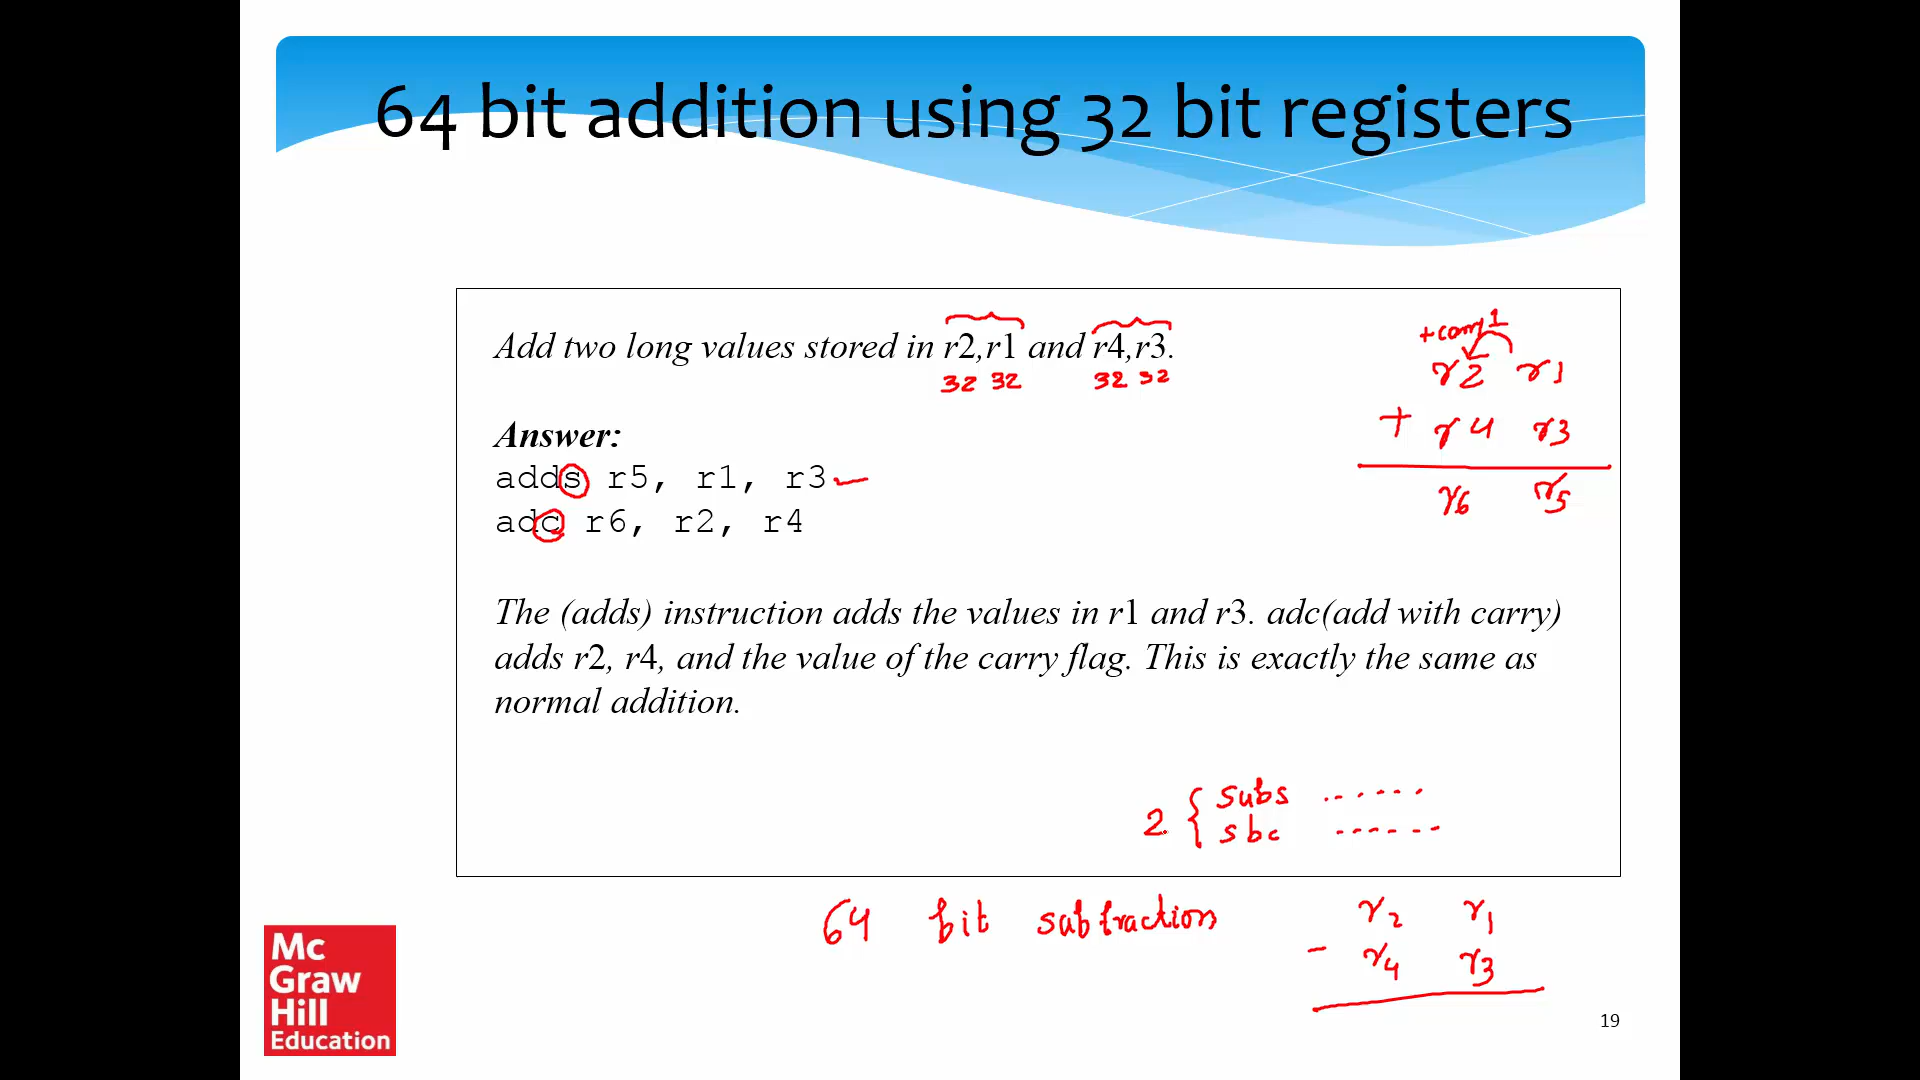 64 bit addition using 32 bit registers
+carry 1
Add two long values stored in r2,r1 and r4,r3.
32 32 32 32
r2 r1
+ r4 r3
r6 r5
Answer:
adds r5, r1, r3
adc r6, r2, r4
The (adds) instruction adds the values in r1 and r3. adc(add with carry)
adds r2, r4, and the value of the carry flag. This is exactly the same as
normal addition.
2 { subs ......
sbc ......
64 bit subtraction
r2 r1
- r4 r3
Mc
Graw
Hill
Education
19